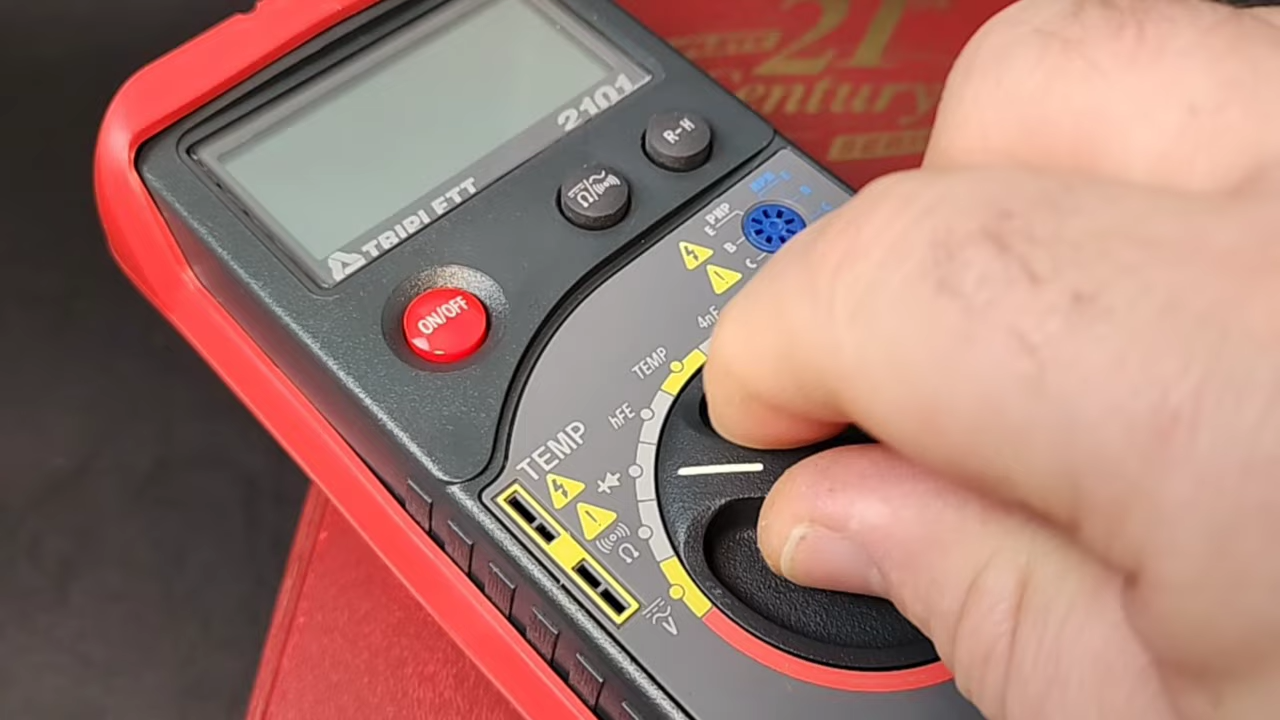 21
Century
2101
TRIPLETT
R-H
Ω
ON/OFF
PNP
E
B
C
4nF
TEMP
hFE
TEMP
Ω
V